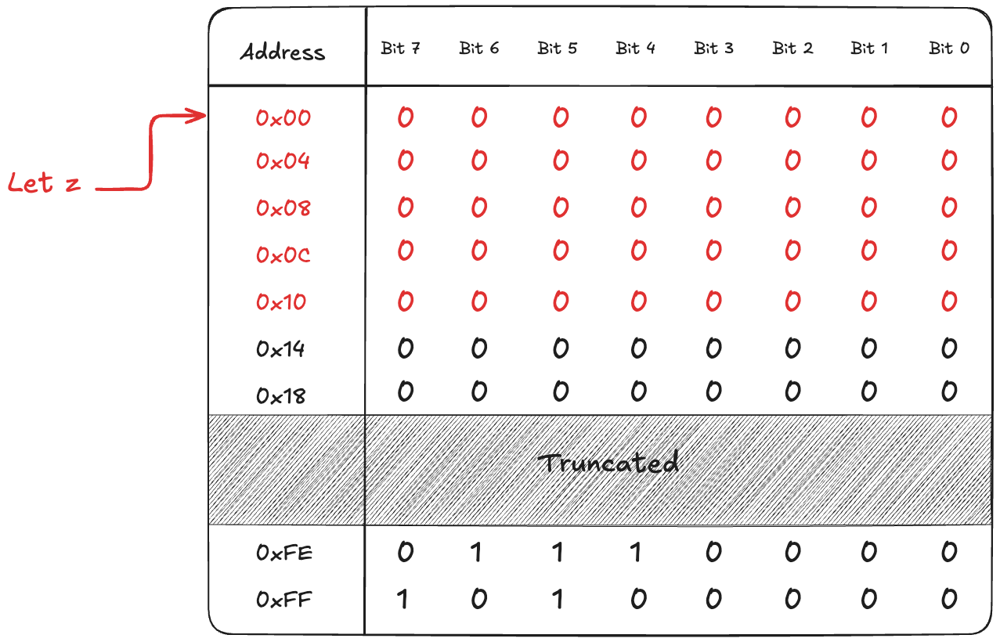 Address Bit 7 Bit 6 Bit 5 Bit 4 Bit 3 Bit 2 Bit 1 Bit 0
0x00 0 0 0 0 0 0 0 0
0x04 0 0 0 0 0 0 0 0
Let z
0x08 0 0 0 0 0 0 0 0
0x0C 0 0 0 0 0 0 0 0
0x10 0 0 0 0 0 0 0 0
0x14 0 0 0 0 0 0 0 0
0x18 0 0 0 0 0 0 0 0
Truncated
0xFE 0 1 1 1 0 0 0 0
0xFF 1 0 1 0 0 0 0 0